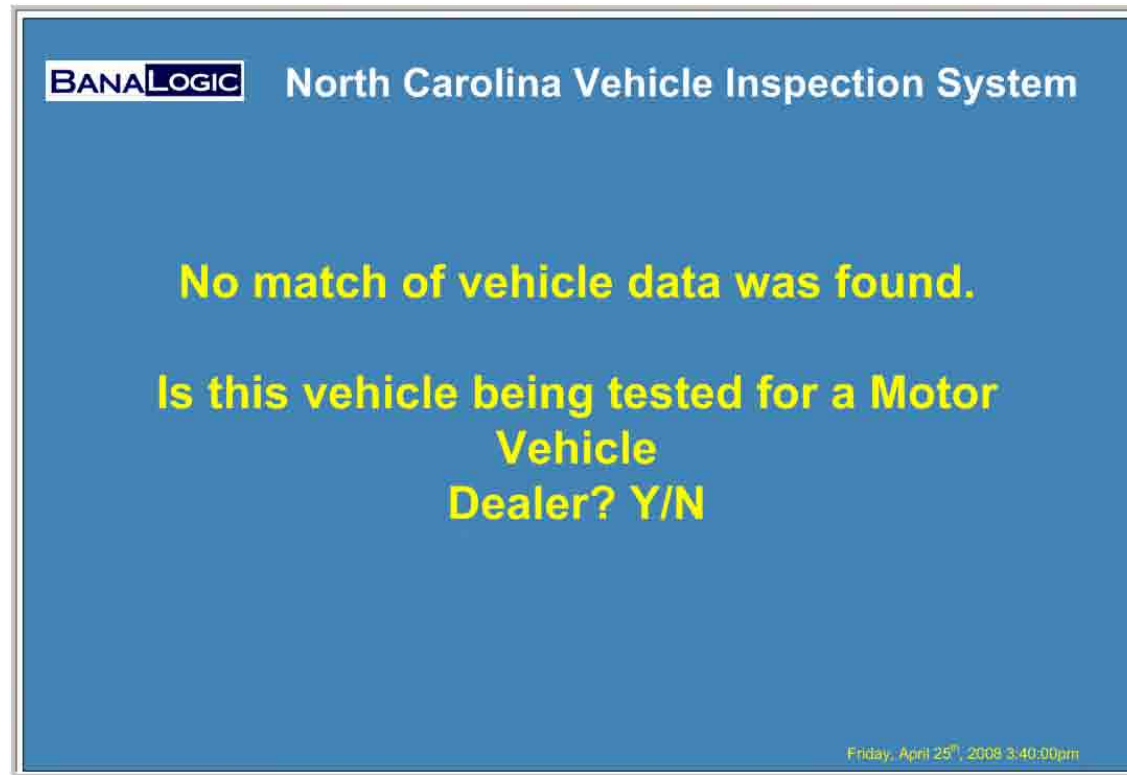 BANALOGIC North Carolina Vehicle Inspection System
No match of vehicle data was found.
Is this vehicle being tested for a Motor
Vehicle
Dealer? Y/N
Friday, April 25th, 2008 3:40:00pm